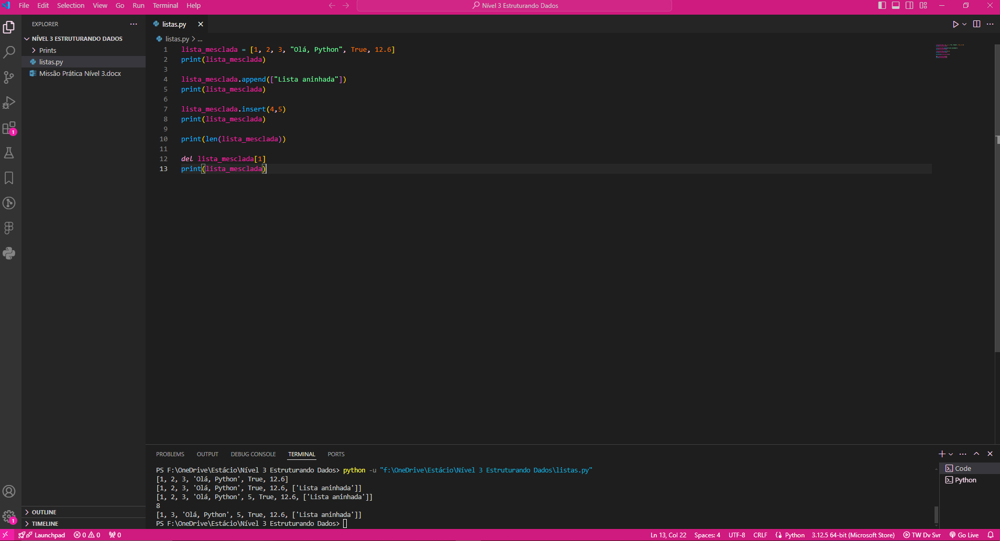 File Edit Selection View Go Run Terminal Help
Nível 3 Estruturando Dados
EXPLORER
NÍVEL 3 ESTRUTURANDO DADOS
Prints
listas.py
Missão Prática Nível 3.docx
OUTLINE
TIMELINE
1
1
listas.py
listas.py > ...
1 lista_mesclada = [1, 2, 3, "Olá, Python", True, 12.6]
2 print(lista_mesclada)
3
4 lista_mesclada.append(["Lista aninhada"])
5 print(lista_mesclada)
6
7 lista_mesclada.insert(4,5)
8 print(lista_mesclada)
9
10 print(len(lista_mesclada))
11
12 del lista_mesclada[1]
13 print(lista_mesclada)
PROBLEMS OUTPUT DEBUG CONSOLE TERMINAL PORTS
PS F:\OneDrive\Estácio\Nível 3 Estruturando Dados> python -u "f:\OneDrive\Estácio\Nível 3 Estruturando Dados\listas.py"
[1, 2, 3, 'Olá, Python', True, 12.6]
[1, 2, 3, 'Olá, Python', True, 12.6, ['Lista aninhada']]
[1, 2, 3, 'Olá, Python', 5, True, 12.6, ['Lista aninhada']]
8
[1, 3, 'Olá, Python', 5, True, 12.6, ['Lista aninhada']]
PS F:\OneDrive\Estácio\Nível 3 Estruturando Dados>
Code
Python
Launchpad 0 0 0 Ln 13, Col 22 Spaces: 4 UTF-8 CRLF Python 3.12.5 64-bit (Microsoft Store) TW Dv Svr Go Live